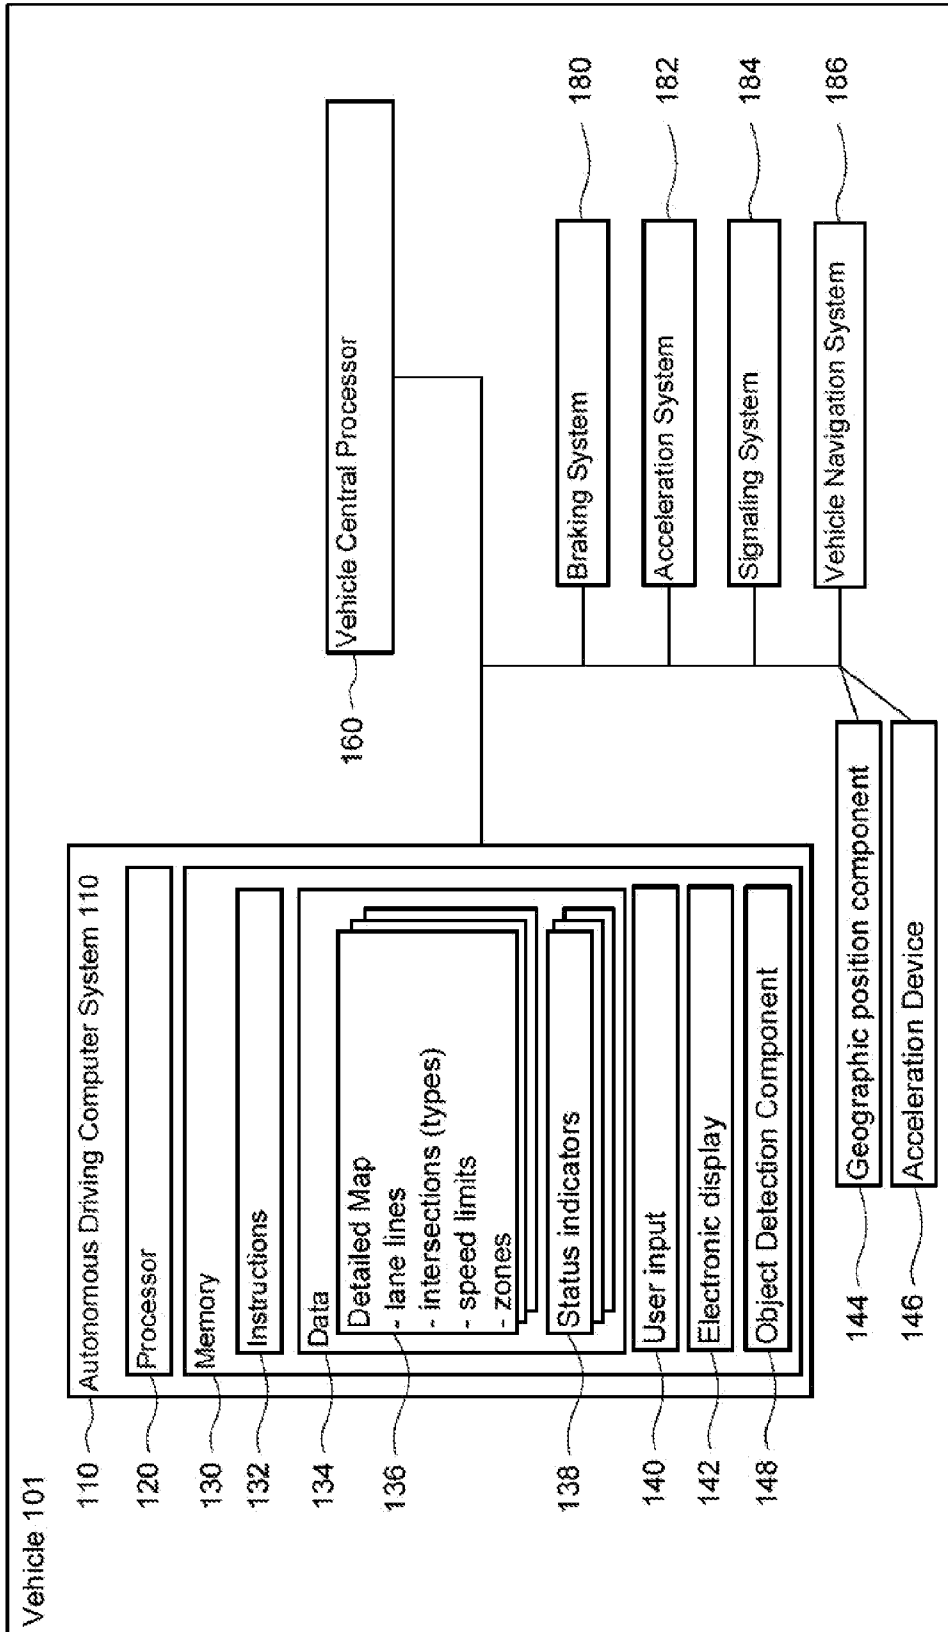 Vehicle 101
110
Autonomous Driving Computer System 110
120
Processor
130
Memory
132
Instructions
134
Data
136
Detailed Map
- lane lines
- intersections (types)
- speed limits
- zones
138
Status indicators
140
User input
142
Electronic display
148
Object Detection Component
144
Geographic position component
146
Acceleration Device
160
Vehicle Central Processor
Braking System
180
Acceleration System
182
Signaling System
184
Vehicle Navigation System
186